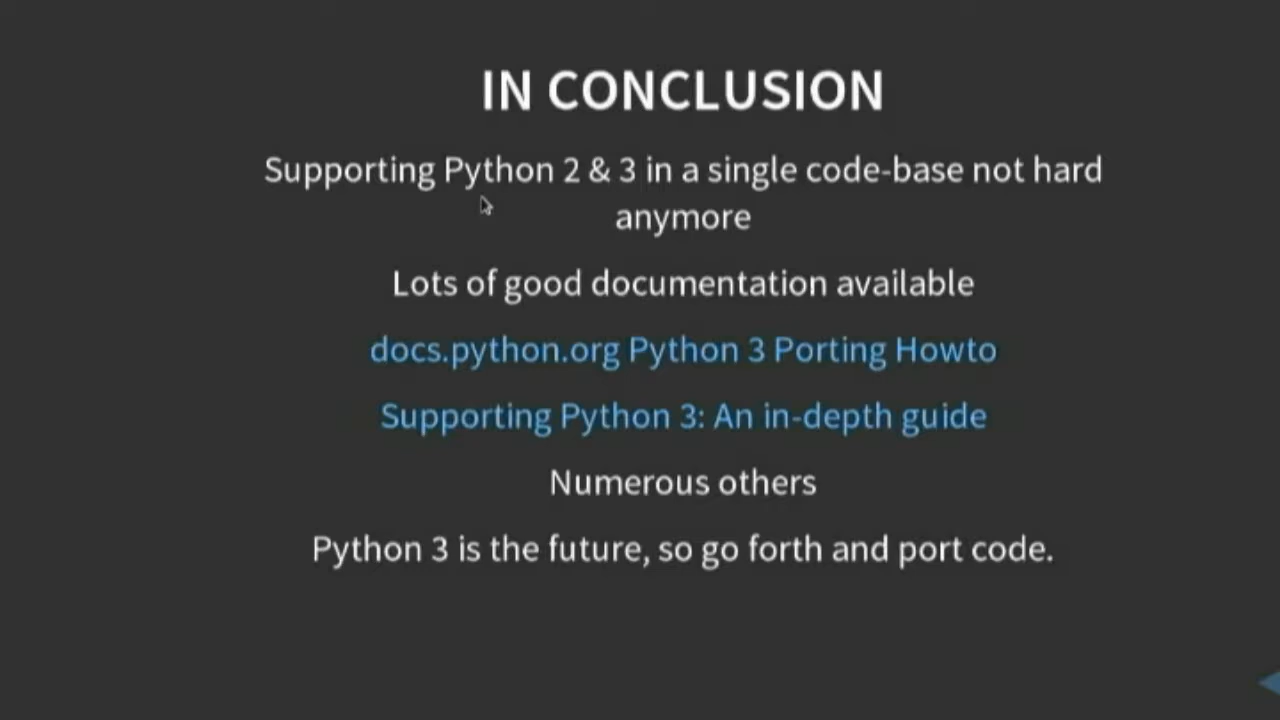 IN CONCLUSION
Supporting Python 2 & 3 in a single code-base not hard
anymore
Lots of good documentation available
docs.python.org Python 3 Porting Howto
Supporting Python 3: An in-depth guide
Numerous others
Python 3 is the future, so go forth and port code.